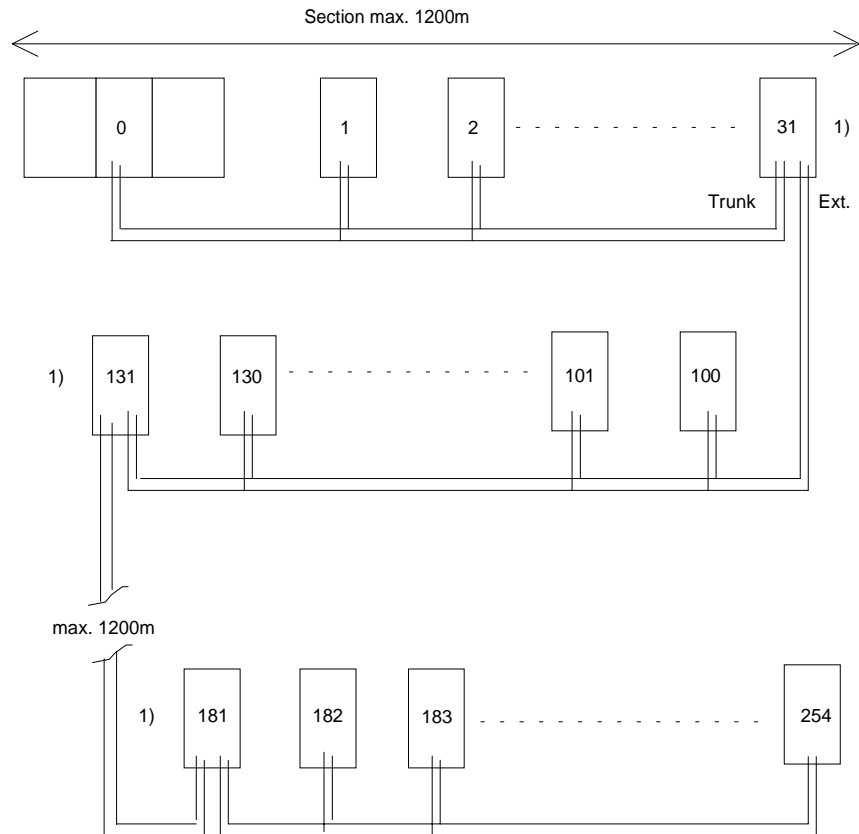 Section max. 1200m
0 1 2 31 1)
Trunk Ext.
1) 131 130 101 100
max. 1200m
1) 181 182 183 254